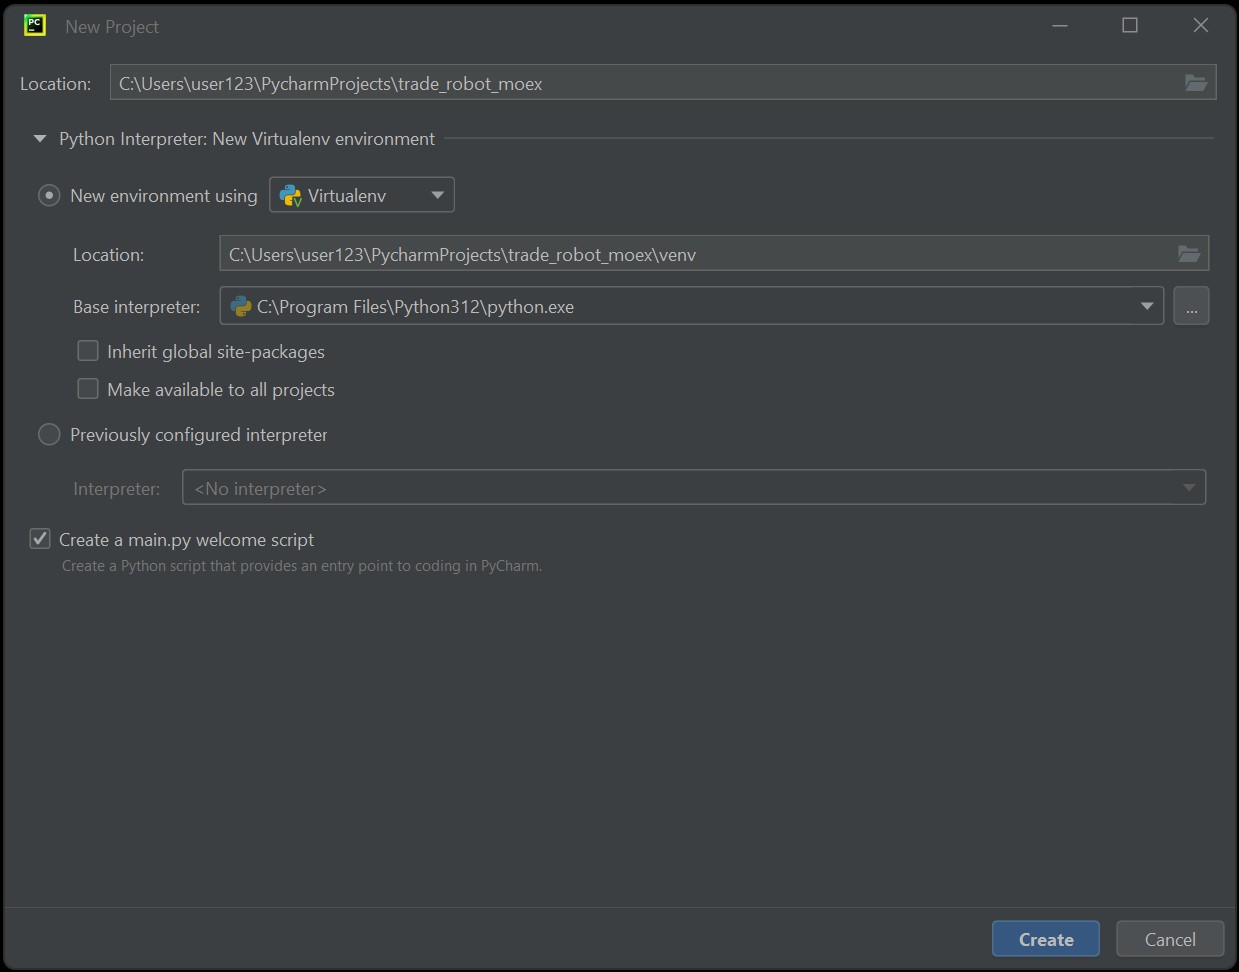 PC
New Project
Location: C:\Users\user123\PycharmProjects\trade_robot_moex
Python Interpreter: New Virtualenv environment
New environment using Virtualenv
Location: C:\Users\user123\PycharmProjects\trade_robot_moex\venv
Base interpreter: C:\Program Files\Python312\python.exe ...
Inherit global site-packages
Make available to all projects
Previously configured interpreter
Interpreter: <No interpreter>
Create a main.py welcome script
Create a Python script that provides an entry point to coding in PyCharm.
Create Cancel